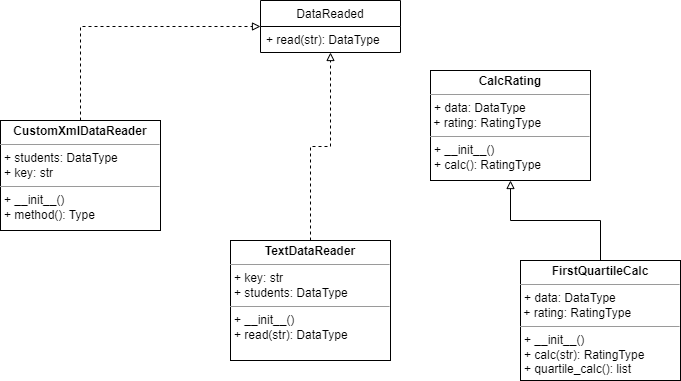 DataReaded
+ read(str): DataType
CalcRating
+ data: DataType
+ rating: RatingType
+ __init__()
+ calc(): RatingType
CustomXmlDataReader
+ students: DataType
+ key: str
+ __init__()
+ method(): Type
TextDataReader
+ key: str
+ students: DataType
+ __init__()
+ read(str): DataType
FirstQuartileCalc
+ data: DataType
+ rating: RatingType
+ __init__()
+ calc(str): RatingType
+ quartile_calc(): list